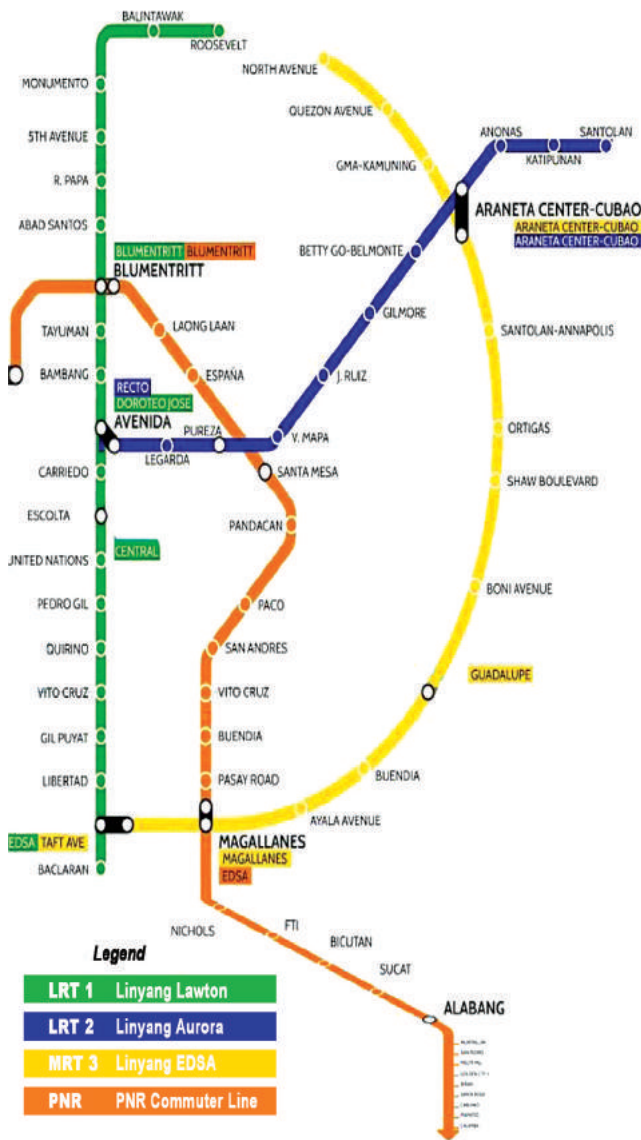 BALINTAWAK
ROOSEVELT
NORTH AVENUE
MONUMENTO
QUEZON AVENUE
5TH AVENUE
ANONAS
SANTOLAN
KATIPUNAN
GMA-KAMUNING
R. PAPA
ARANETA CENTER-CUBAO
ARANETA CENTER-CUBAO
ARANETA CENTER-CUBAO
ABAD SANTOS
BLUMENTRITT BLUMENTRITT
BLUMENTRITT
BETTY GO-BELMONTE
GILMORE
TAYUMAN
LAONG LAAN
SANTOLAN-ANNAPOLIS
BAMBANG
ESPAÑA
J. RUIZ
RECTO
DOROTEO JOSE
AVENIDA
PUREZA
V. MAPA
LEGARDA
ORTIGAS
CARRIEDO
SANTA MESA
SHAW BOULEVARD
ESCOLTA
PANDACAN
CENTRAL
UNITED NATIONS
BONI AVENUE
PEDRO GIL
PACO
QUIRINO
SAN ANDRES
GUADALUPE
VITO CRUZ
VITO CRUZ
GIL PUYAT
BUENDIA
BUENDIA
LIBERTAD
PASAY ROAD
AYALA AVENUE
EDSA TAFT AVE
MAGALLANES
MAGALLANES
EDSA
BACLARAN
NICHOLS
FTI
BICUTAN
SUCAT
ALABANG
Legend
LRT 1 Linyang Lawton
LRT 2 Linyang Aurora
MRT 3 Linyang EDSA
PNR PNR Commuter Line